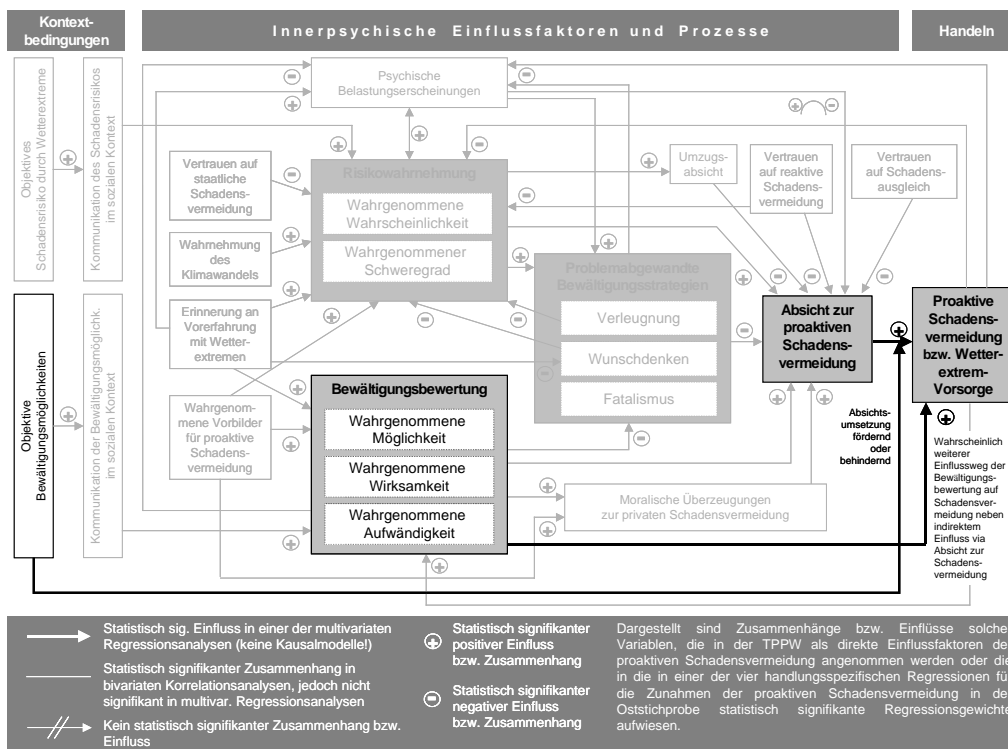 Kontext-
bedingungen
Innerpsychische Einflussfaktoren und Prozesse
Handeln
Objektives
Schadensrisiko durch Wetterextreme
Kommunikation des Schadensrisikos
im sozialen Kontext
Psychische
Belastungserscheinungen
Vertrauen auf
staatliche
Schadens-
vermeidung
Wahrnehmung
des
Klimawandels
Erinnerung an
Vorerfahrung
mit Wetter-
extremen
Wahrgenom-
mene Vorbilder
für proaktive
Schadens-
vermeidung
Risikowahrnehmung
Wahrgenommene
Wahrscheinlichkeit
Wahrgenommener
Schweregrad
Umzugs-
absicht
Vertrauen
auf reaktive
Schadens-
vermeidung
Vertrauen
auf Schadens-
ausgleich
Problemabgewandte
Bewältigungsstrategien
Verleugnung
Wunschdenken
Fatalismus
Absicht zur
proaktiven
Schadens-
vermeidung
Proaktive
Schadens-
vermeidung
bzw. Wetter-
extrem-
Vorsorge
Objektive
Bewältigungsmöglichkeiten
Kommunikation der Bewältigungsmöglichk.
im sozialen Kontext
Bewältigungsbewertung
Wahrgenommene
Möglichkeit
Wahrgenommene
Wirksamkeit
Wahrgenommene
Aufwändigkeit
Moralische Überzeugungen
zur privaten Schadensvermeidung
Absichts-
umsetzung
fördernd
oder
behindernd
Wahrscheinlich
weiterer
Einflussweg der
Bewältigungs-
bewertung auf
Schadensver-
meidung neben
indirektem
Einfluss via
Absicht zur
Schadens-
vermeidung
Statistisch sig. Einfluss in einer der multivariaten
Regressionsanalysen (keine Kausalmodelle!)
Statistisch signifikanter Zusammenhang in
bivariaten Korrelationsanalysen, jedoch nicht
signifikant in multivar. Regressionsanalysen
Kein statistisch signifikanter Zusammenhang bzw.
Einfluss
Statistisch signifikanter
positiver Einfluss
bzw. Zusammenhang
Statistisch signifikanter
negativer Einfluss
bzw. Zusammenhang
Dargestellt sind Zusammenhänge bzw. Einflüsse solche
Variablen, die in der TPPW als direkte Einflussfaktoren de
proaktiven Schadensvermeidung angenommen werden oder die
in die in einer der vier handlungsspezifischen Regressionen fü
die Zunahmen der proaktiven Schadensvermeidung in de
Oststichprobe statistisch signifikante Regressionsgewichte
aufwiesen.